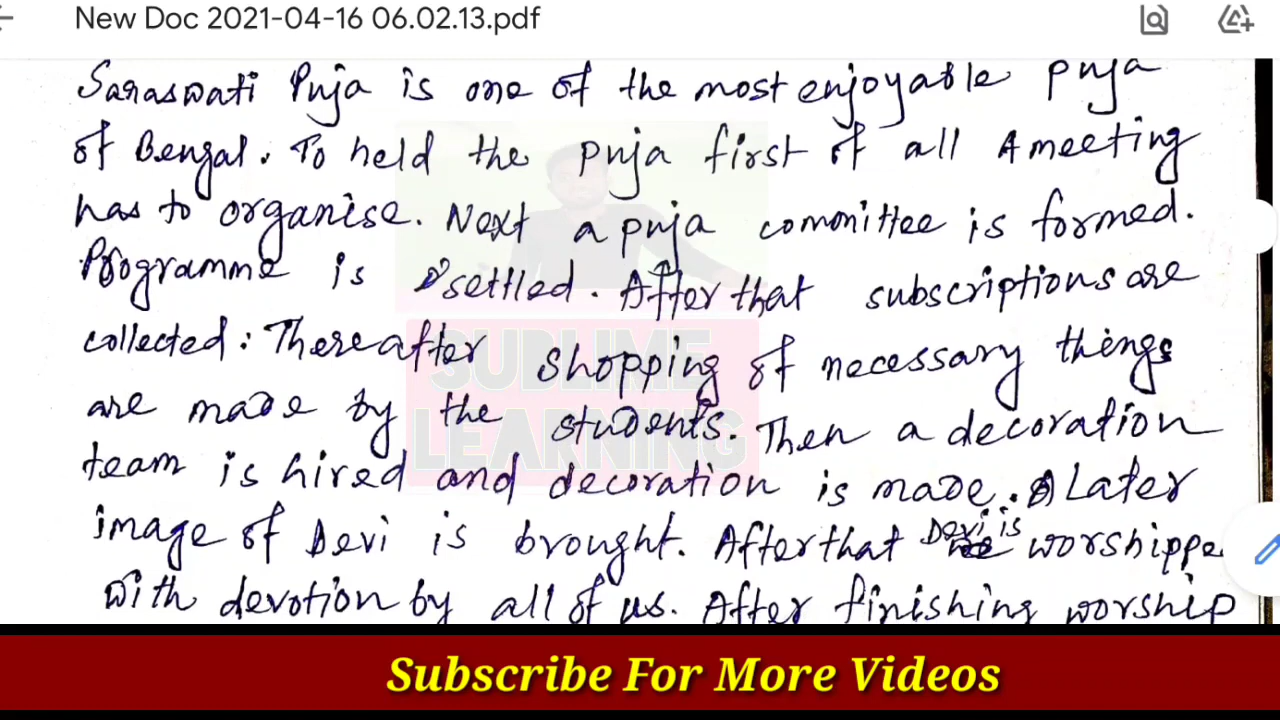 New Doc 2021-04-16 06.02.13.pdf
Saraswati Puja is one of the most enjoyable puja
of Bengal. To held the puja first of all A meeting
has to organise. Next a puja committee is formed.
Programme is settled. After that subscriptions are
collected. Thereafter shopping of necessary things
are made by the students. Then a decoration
team is hired and decoration is made. Later
image of Devi is brought. After that Devi is worshippe
with devotion by all of us. After finishing worship
SUBLIME
LEARNING
Subscribe For More Videos